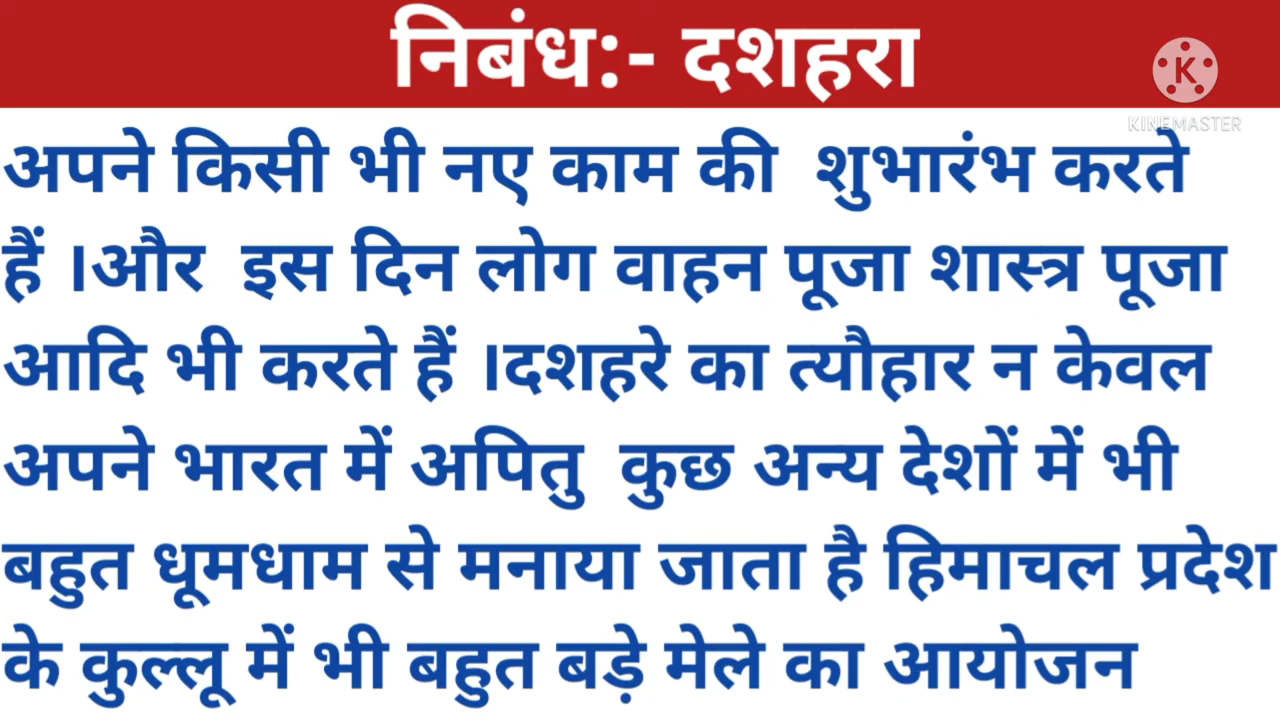 निबंध:- दशहरा
K
KINEMASTER
अपने किसी भी नए काम की शुभारंभ करते
हैं ।और इस दिन लोग वाहन पूजा शास्त्र पूजा
आदि भी करते हैं ।दशहरे का त्यौहार न केवल
अपने भारत में अपितु कुछ अन्य देशों में भी
बहुत धूमधाम से मनाया जाता है हिमाचल प्रदेश
के कुल्लू में भी बहुत बड़े मेले का आयोजन